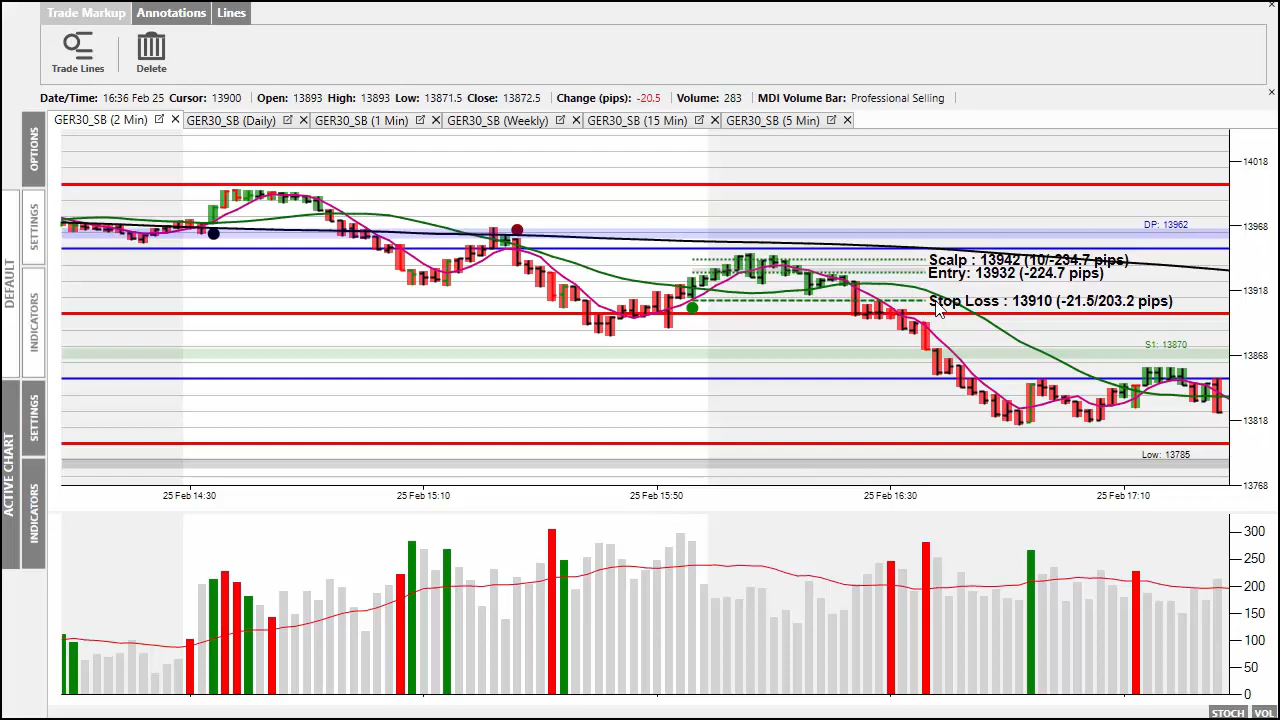 Trade Markup Annotations Lines
Trade Lines Delete
Date/Time: 16:36 Feb 25 Cursor: 13900 Open: 13893 High: 13893 Low: 13871.5 Close: 13872.5 Change (pips): -20.5 Volume: 283 MDI Volume Bar: Professional Selling
GER30_SB (2 Min) GER30_SB (Daily) GER30_SB (1 Min) GER30_SB (Weekly) GER30_SB (15 Min) GER30_SB (5 Min)
OPTIONS
SETTINGS
INDICATORS
DEFAULT
SETTINGS
INDICATORS
ACTIVE CHART
14018
DP: 13962
13968
Scalp : 13942 (10/-234.7 pips)
Entry: 13932 (-224.7 pips)
13918
Stop Loss : 13910 (-21.5/203.2 pips)
S1: 13870
13868
13818
Low: 13785
13768
25 Feb 14:30 25 Feb 15:10 25 Feb 15:50 25 Feb 16:30 25 Feb 17:10
300
250
200
150
100
50
0
STOCH VOL